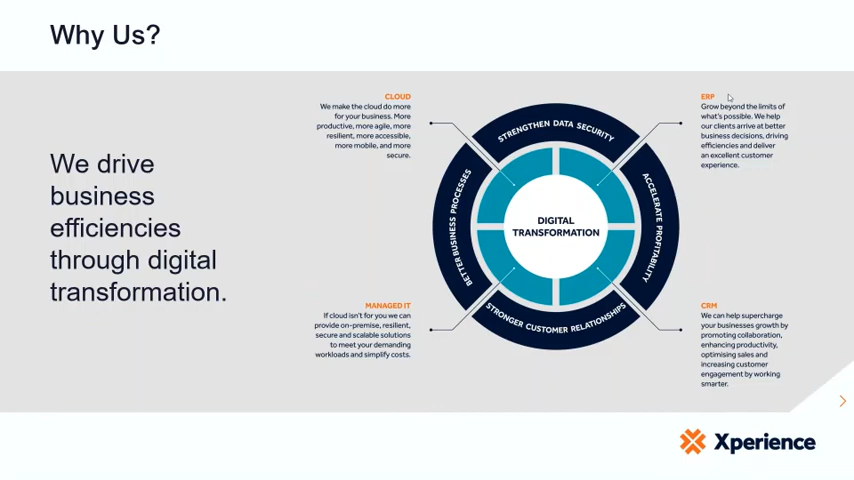 Why Us?
We drive
business
efficiencies
through digital
transformation.
CLOUD
We make the cloud do more
for your business. More
productive, more agile, more
resilient, more accessible,
more mobile, and more
secure.
MANAGED IT
If cloud isn't for you we can
provide on-premise, resilient,
secure and scalable solutions
to meet your demanding
workloads and simplify costs.
STRENGTHEN DATA SECURITY
BETTER BUSINESS PROCESSES
DIGITAL
TRANSFORMATION
ACCELERATE PROFITABILITY
STRONGER CUSTOMER RELATIONSHIPS
ERP
Grow beyond the limits of
what's possible. We help
our clients arrive at better
business decisions, driving
efficiencies and deliver
an excellent customer
experience.
CRM
We can help supercharge
your businesses growth by
promoting collaboration,
enhancing productivity,
optimising sales and
increasing customer
engagement by working
smarter.
Xperience